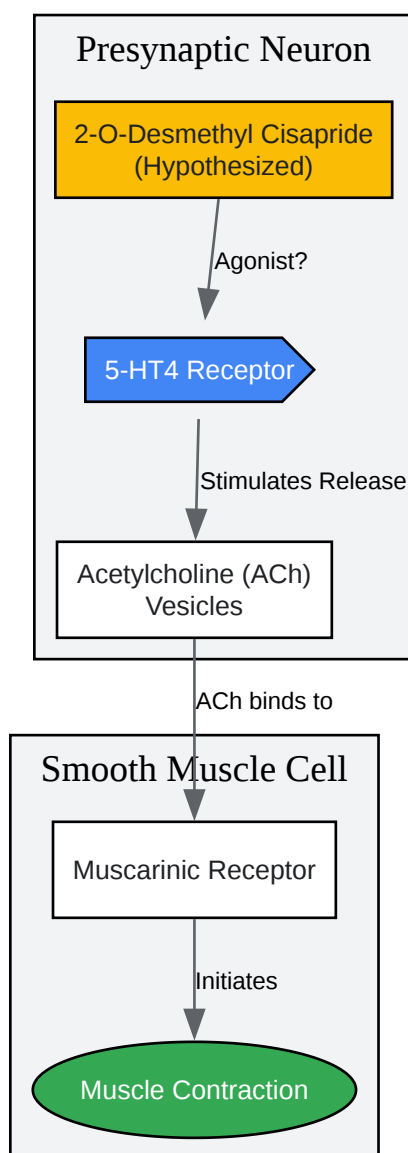 Presynaptic Neuron
2-O-Desmethyl Cisapride
(Hypothesized)
Agonist?
5-HT4 Receptor
Stimulates Release
Acetylcholine (ACh)
Vesicles
ACh binds to
Smooth Muscle Cell
Muscarinic Receptor
Initiates
Muscle Contraction